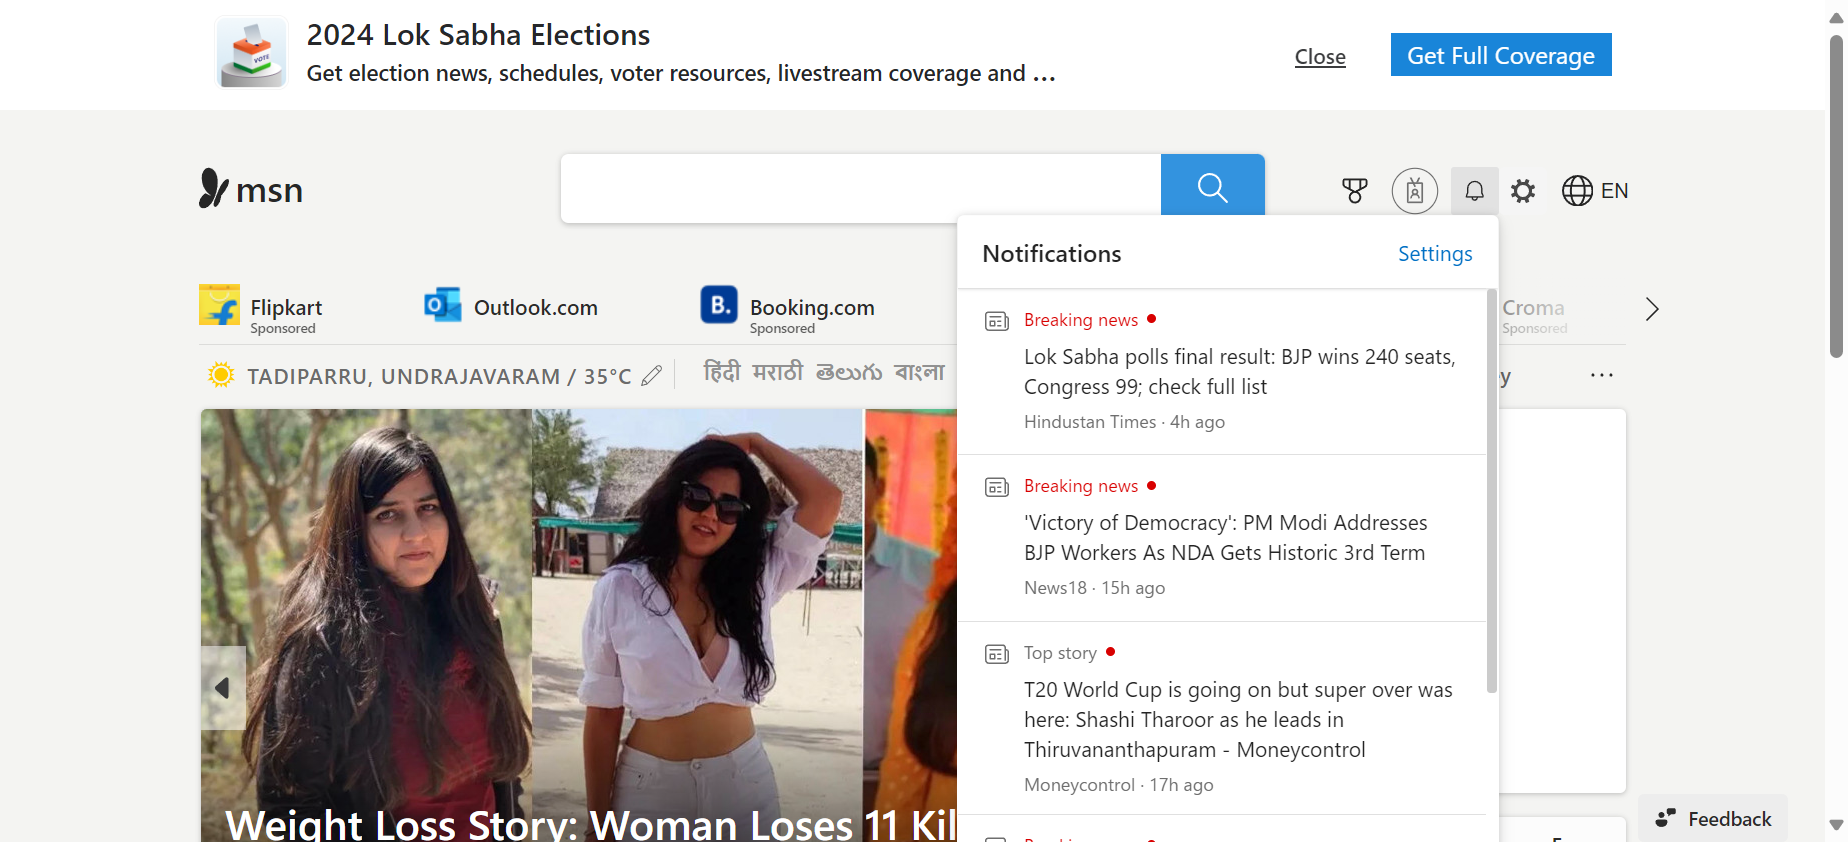 2024 Lok Sabha Elections
Get election news, schedules, voter resources, livestream coverage and ...
Close
Get Full Coverage
VOTE
msn
EN
Notifications
Settings
Flipkart
Sponsored
Outlook.com
Booking.com
Sponsored
Croma
Sponsored
TADIPARRU, UNDRAJAVARAM / 35°C
हिंदी मराठी తెలుగు বাংলা
Breaking news
Lok Sabha polls final result: BJP wins 240 seats,
Congress 99; check full list
Hindustan Times · 4h ago
Breaking news
'Victory of Democracy': PM Modi Addresses
BJP Workers As NDA Gets Historic 3rd Term
News18 · 15h ago
Top story
T20 World Cup is going on but super over was
here: Shashi Tharoor as he leads in
Thiruvananthapuram - Moneycontrol
Moneycontrol · 17h ago
Weight Loss Story: Woman Loses 11 Kil
Feedback